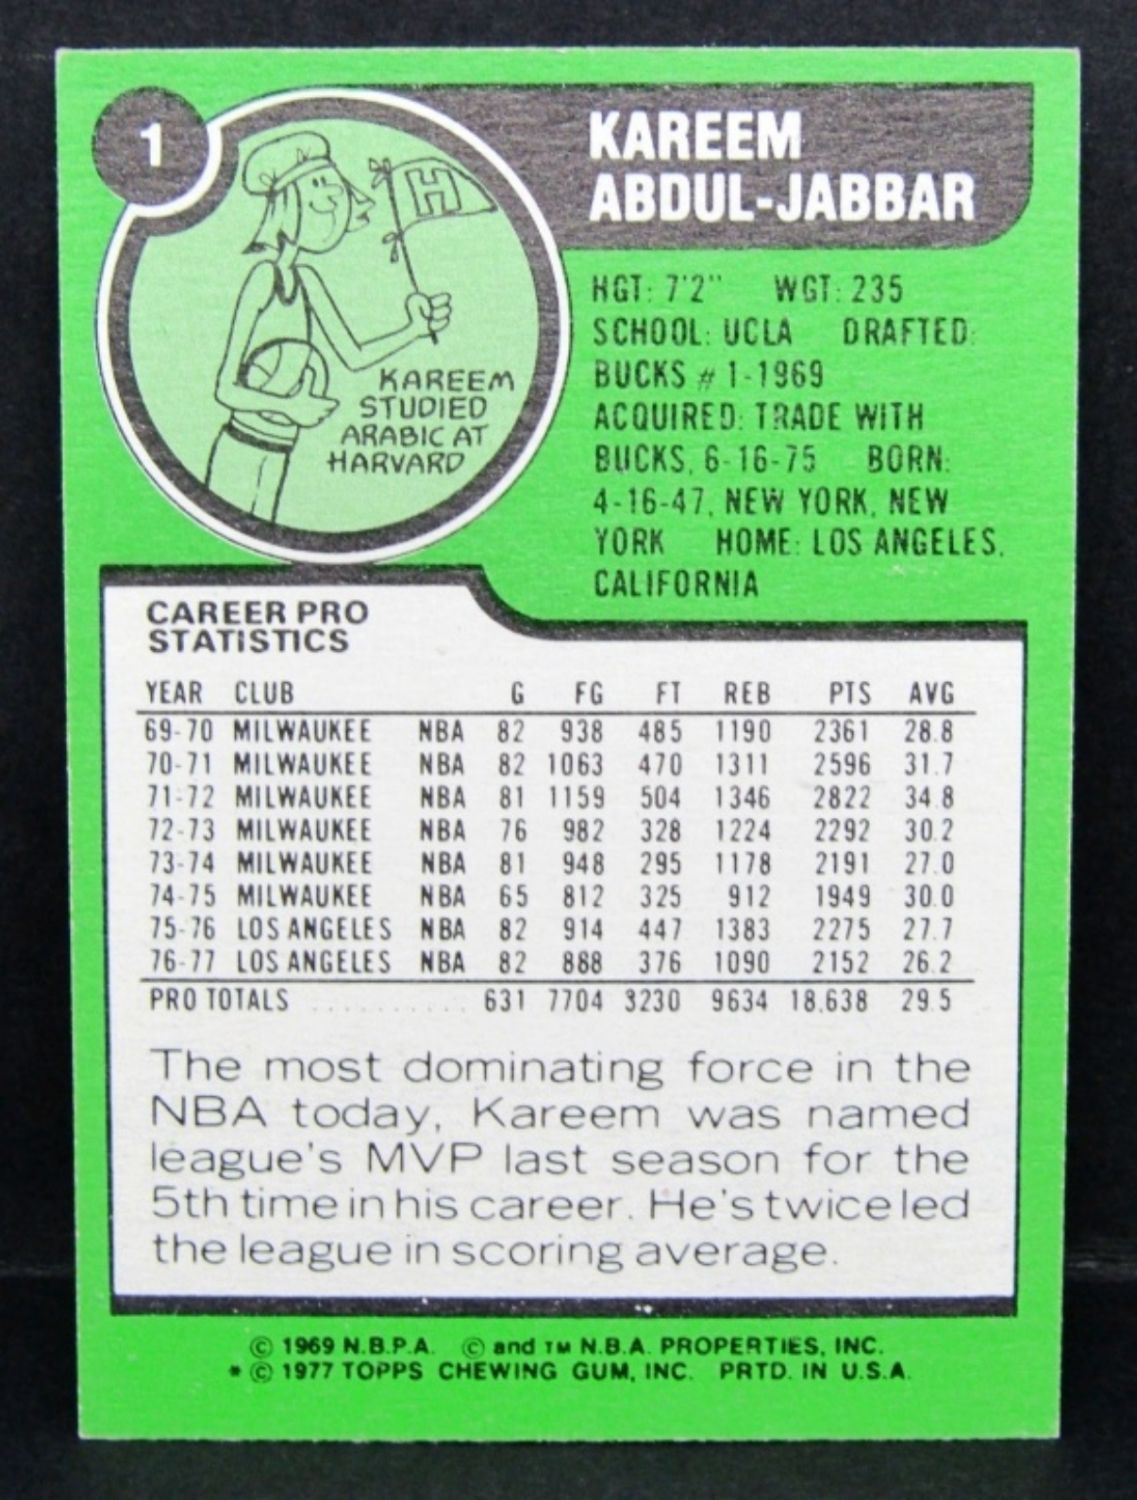 1
KAREEM
ABDUL-JABBAR
H
KAREEM
STUDIED
ARABIC AT
HARVARD
HGT: 7'2" WGT: 235
SCHOOL: UCLA DRAFTED:
BUCKS # 1-1969
ACQUIRED: TRADE WITH
BUCKS, 6-16-75 BORN:
4-16-47, NEW YORK, NEW
YORK HOME: LOS ANGELES,
CALIFORNIA
CAREER PRO
STATISTICS
YEAR CLUB G FG FT REB PTS AVG
69-70 MILWAUKEE NBA 82 938 485 1190 2361 28.8
70-71 MILWAUKEE NBA 82 1063 470 1311 2596 31.7
71-72 MILWAUKEE NBA 81 1159 504 1346 2822 34.8
72-73 MILWAUKEE NBA 76 982 328 1224 2292 30.2
73-74 MILWAUKEE NBA 81 948 295 1178 2191 27.0
74-75 MILWAUKEE NBA 65 812 325 912 1949 30.0
75-76 LOS ANGELES NBA 82 914 447 1383 2275 27.7
76-77 LOS ANGELES NBA 82 888 376 1090 2152 26.2
PRO TOTALS .......... 631 7704 3230 9634 18,638 29.5
The most dominating force in the
NBA today, Kareem was named
league's MVP last season for the
5th time in his career. He's twice led
the league in scoring average.
© 1969 N.B.P.A. © and TM N.B.A. PROPERTIES, INC.
* © 1977 TOPPS CHEWING GUM, INC. PRTD. IN U.S.A.